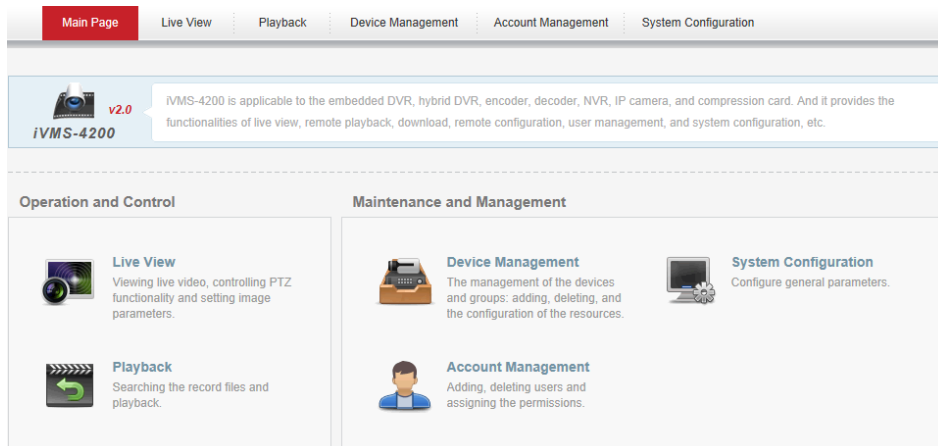 Main Page Live View Playback Device Management Account Management System Configuration
iVMS-4200 is applicable to the embedded DVR, hybrid DVR, encoder, decoder, NVR, IP camera, and compression card. And it provides the
v2.0
functionalities of live view, remote playback, download, remote configuration, user management, and system configuration, etc.
iVMS-4200
Operation and Control
Live View
Viewing live video, controlling PTZ
functionality and setting image
parameters.
Playback
Searching the record files and
playback.
Maintenance and Management
Device Management
The management of the devices
and groups: adding, deleting, and
the configuration of the resources.
System Configuration
Configure general parameters.
Account Management
Adding, deleting users and
assigning the permissions.